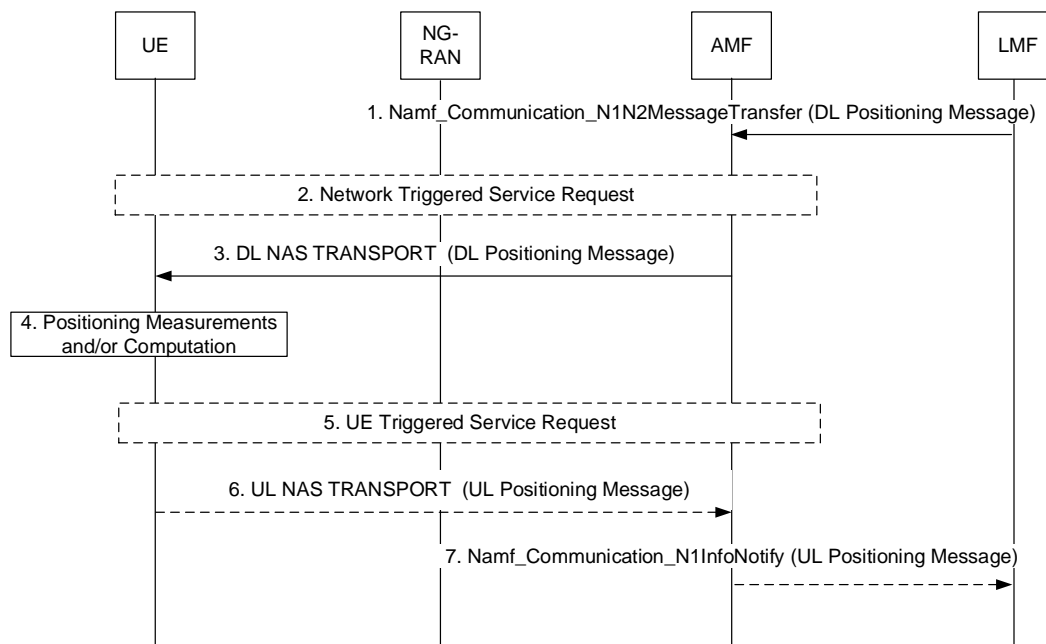 UE
NG-
RAN
AMF
LMF
1. Namf_Communication_N1N2MessageTransfer (DL Positioning Message)
2. Network Triggered Service Request
3. DL NAS TRANSPORT (DL Positioning Message)
4. Positioning Measurements
and/or Computation
5. UE Triggered Service Request
6. UL NAS TRANSPORT (UL Positioning Message)
7. Namf_Communication_N1InfoNotify (UL Positioning Message)